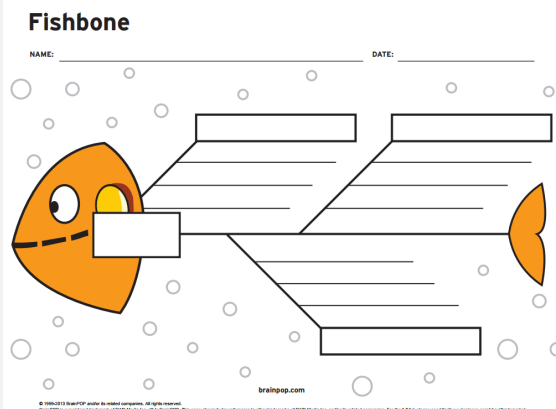 Fishbone
NAME: DATE:
brainpop.com
© 1999-2013 BrainPOP and/or its related companies. All rights reserved.